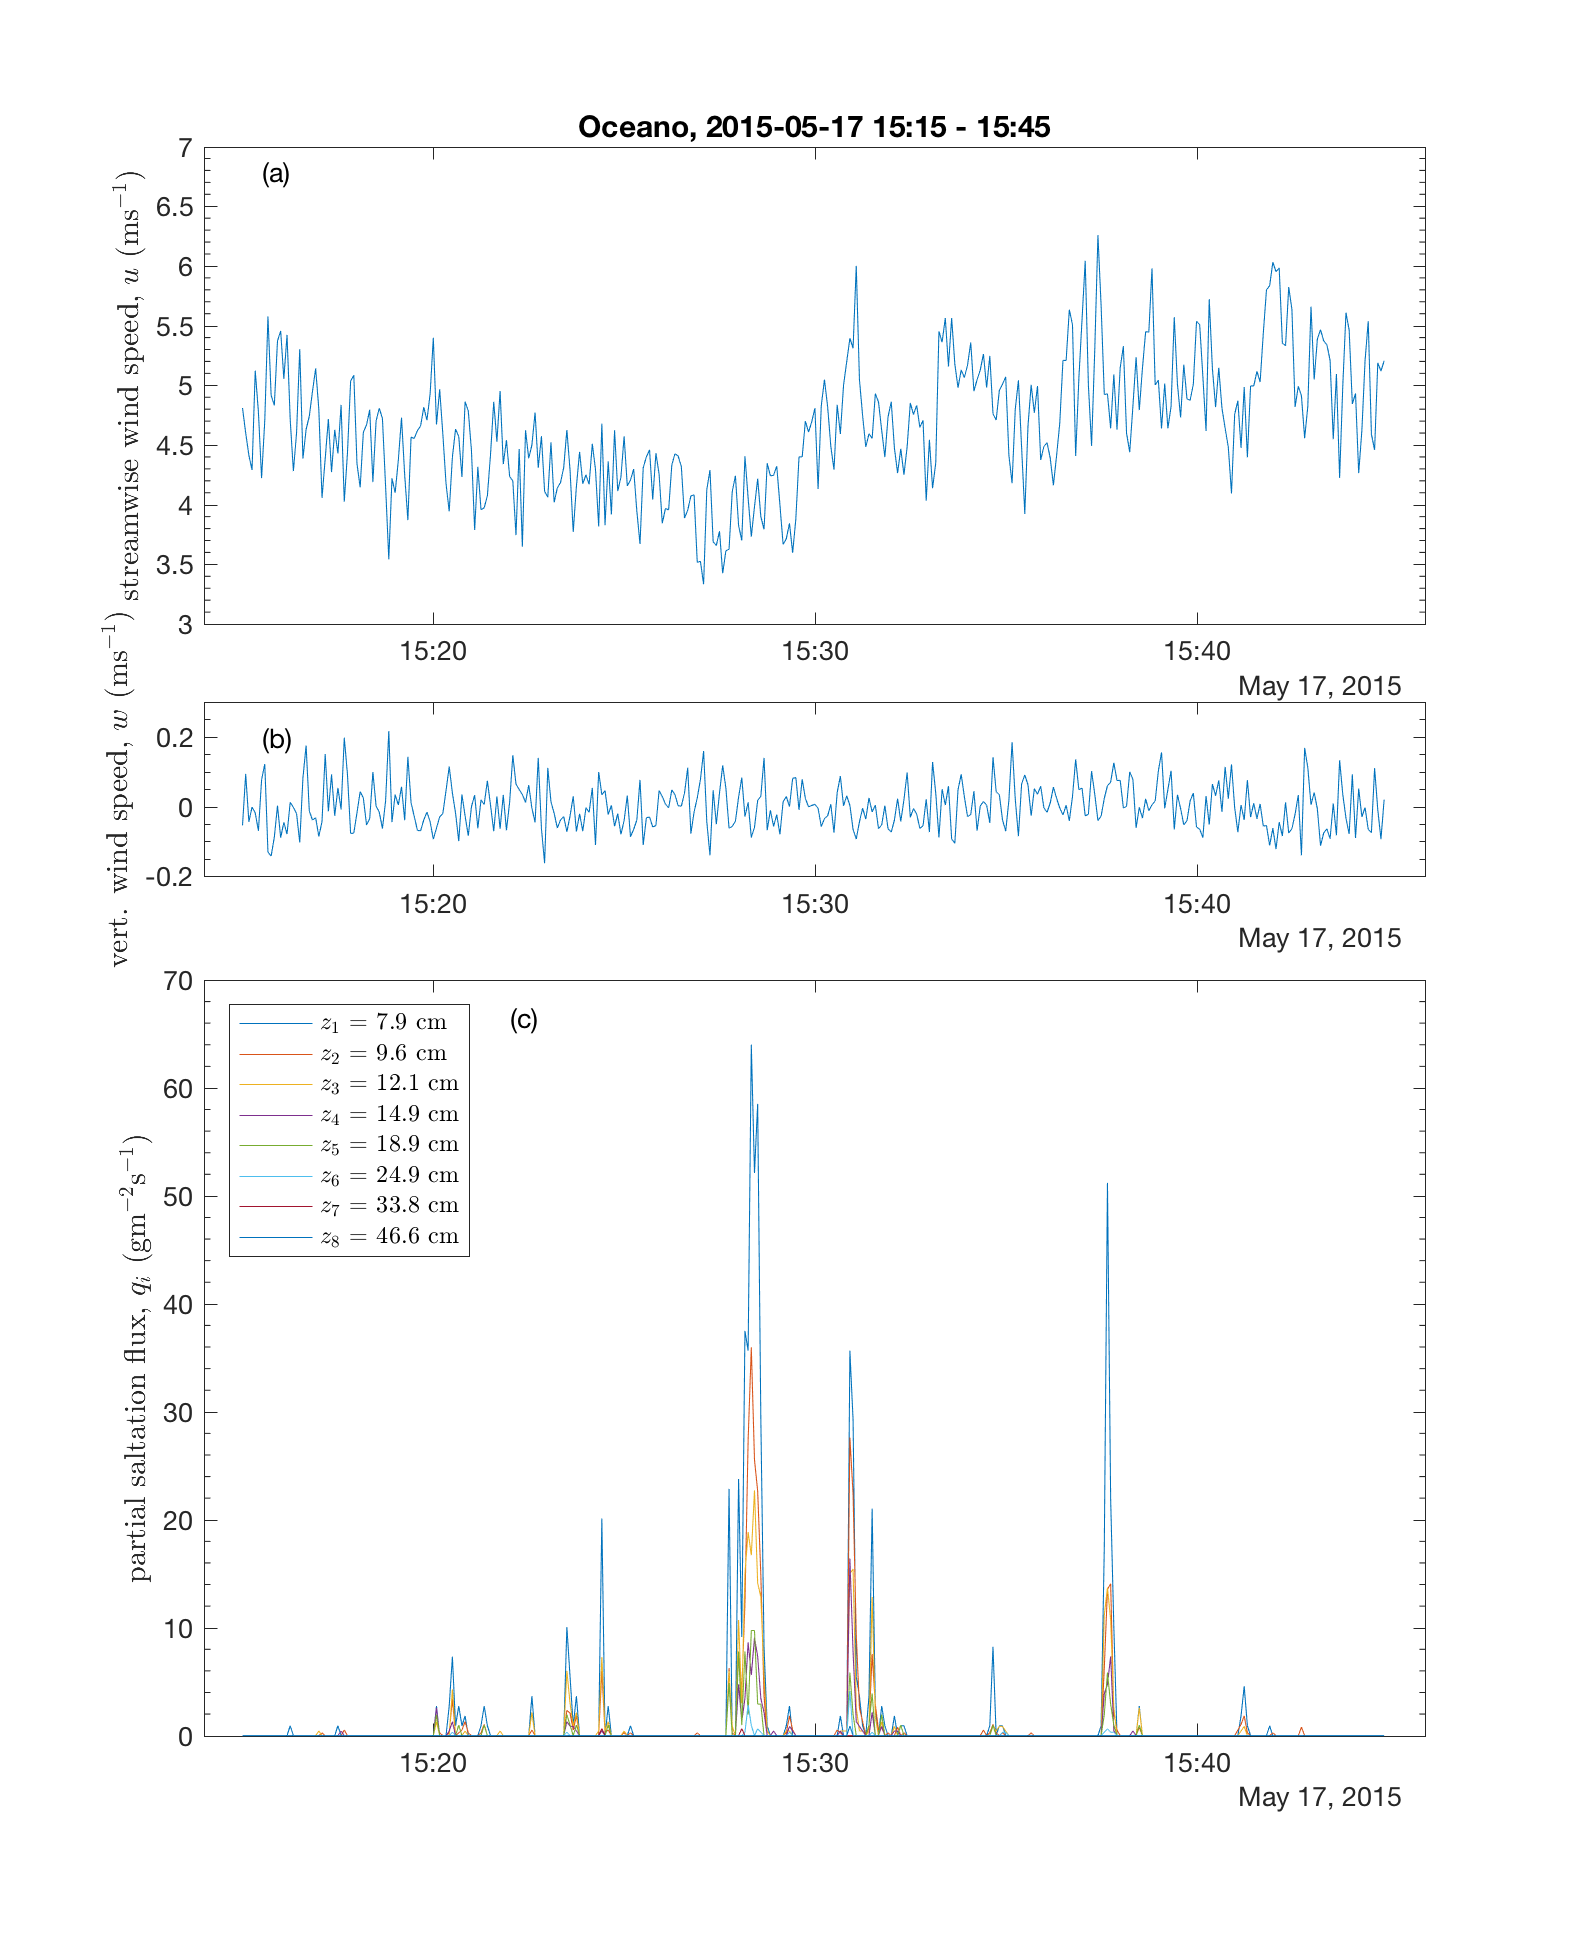 Oceano, 2015-05-17 15:15 - 15:45
(a)
streamwise wind speed, u (ms⁻¹)
7
6.5
6
5.5
5
4.5
4
3.5
3
15:20 15:30 15:40
May 17, 2015
(b)
vert. wind speed, w (ms⁻¹)
0.2
0
-0.2
15:20 15:30 15:40
May 17, 2015
(c)
partial saltation flux, qᵢ (gm⁻²s⁻¹)
70
60
50
40
30
20
10
0
z₁ = 7.9 cm
z₂ = 9.6 cm
z₃ = 12.1 cm
z₄ = 14.9 cm
z₅ = 18.9 cm
z₆ = 24.9 cm
z₇ = 33.8 cm
z₈ = 46.6 cm
15:20 15:30 15:40
May 17, 2015